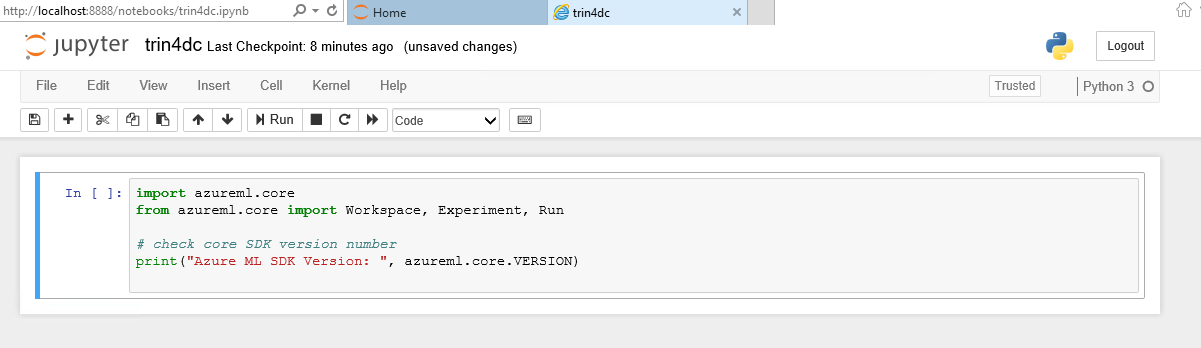 http://localhost:8888/notebooks/trin4dc.ipynb
Home
trin4dc
jupyter trin4dc Last Checkpoint: 8 minutes ago (unsaved changes)
Logout
File Edit View Insert Cell Kernel Help
Trusted
Python 3
Run
Code
In [ ]:
import azureml.core
from azureml.core import Workspace, Experiment, Run
# check core SDK version number
print("Azure ML SDK Version: ", azureml.core.VERSION)